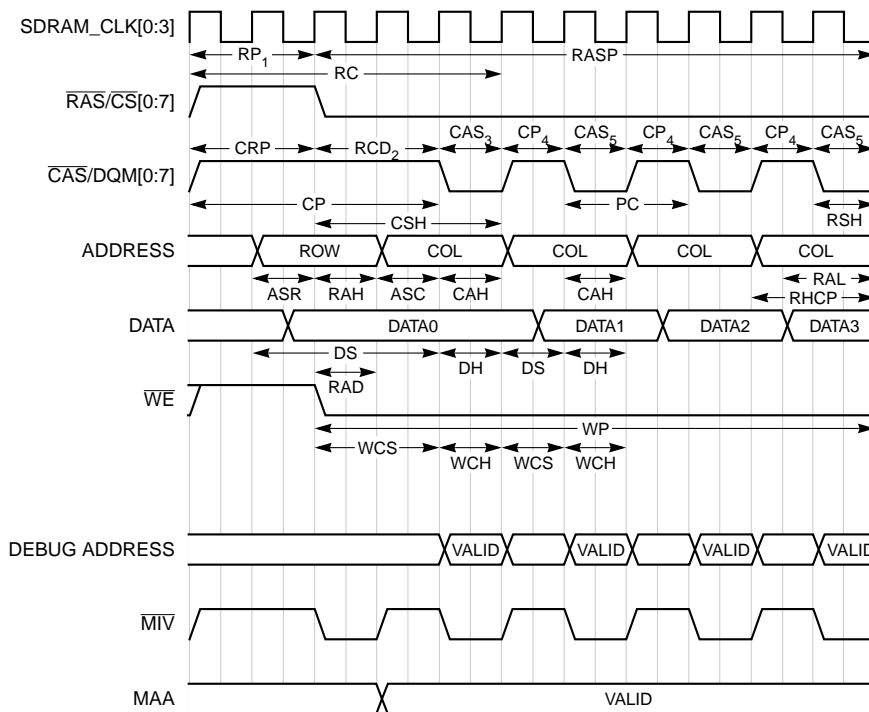 SDRAM_CLK[0:3]
RP1 RASP
RC
RAS/CS[0:7]
CAS3 CP4 CAS5 CP4 CAS5 CP4 CAS5
CRP RCD2
CAS/DQM[0:7]
CP PC
CSH RSH
ADDRESS ROW COL COL COL COL
RAL
ASR RAH ASC CAH CAH
RHCP
DATA DATA0 DATA1 DATA2 DATA3
DS DH DS DH
RAD
WE
WP
WCS WCH WCS WCH
DEBUG ADDRESS VALID VALID VALID VALID
MIV
MAA VALID